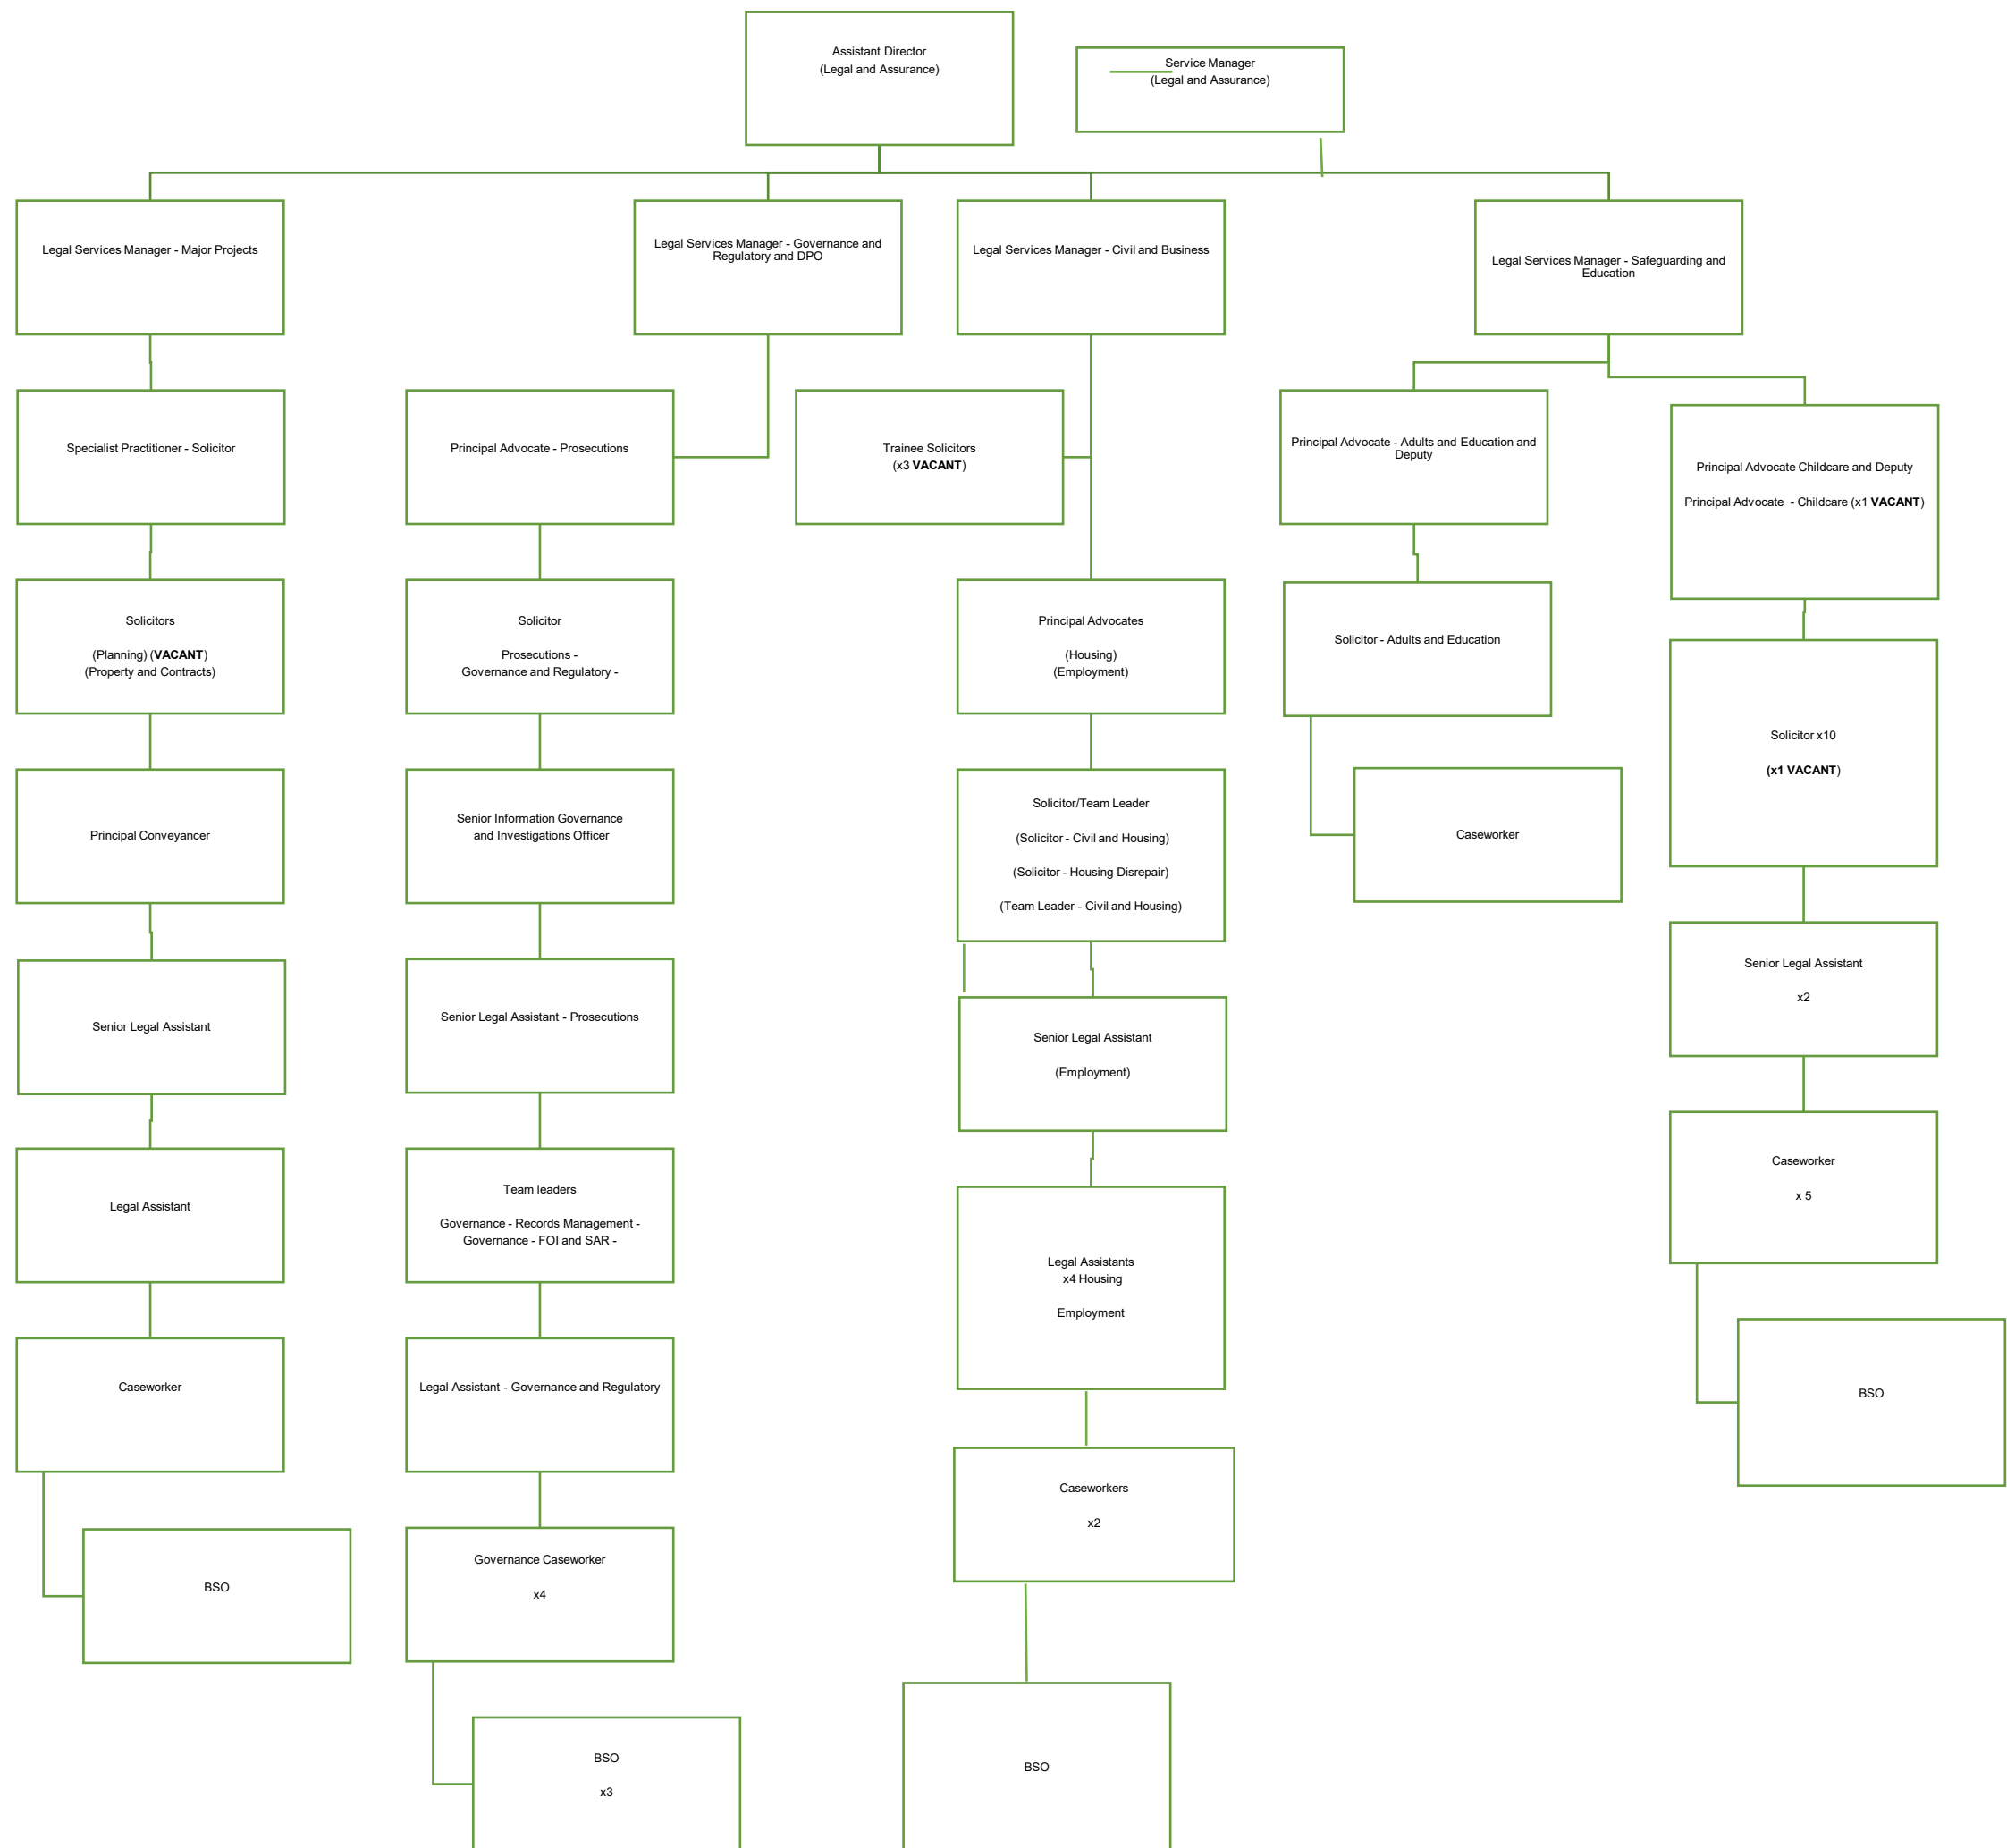 Assistant Director
(Legal and Assurance)
Service Manager
(Legal and Assurance)
Legal Services Manager - Major Projects
Legal Services Manager - Governance and
Regulatory and DPO
Legal Services Manager - Civil and Business
Legal Services Manager - Safeguarding and
Education
Specialist Practitioner - Solicitor
Principal Advocate - Prosecutions
Trainee Solicitors
(x3 VACANT)
Principal Advocate - Adults and Education and
Deputy
Principal Advocate Childcare and Deputy
Principal Advocate - Childcare (x1 VACANT)
Solicitors
(Planning) (VACANT)
(Property and Contracts)
Solicitor
Prosecutions -
Governance and Regulatory -
Principal Advocates
(Housing)
(Employment)
Solicitor - Adults and Education
Solicitor x10
(x1 VACANT)
Principal Conveyancer
Senior Information Governance
and Investigations Officer
Solicitor/Team Leader
(Solicitor - Civil and Housing)
(Solicitor - Housing Disrepair)
(Team Leader - Civil and Housing)
Caseworker
Senior Legal Assistant
x2
Senior Legal Assistant
Senior Legal Assistant - Prosecutions
Senior Legal Assistant
(Employment)
Caseworker
x 5
Legal Assistant
Team leaders
Governance - Records Management -
Governance - FOI and SAR -
Legal Assistants
x4 Housing
Employment
Caseworker
Legal Assistant - Governance and Regulatory
BSO
Caseworkers
x2
BSO
Governance Caseworker
x4
BSO
x3
BSO